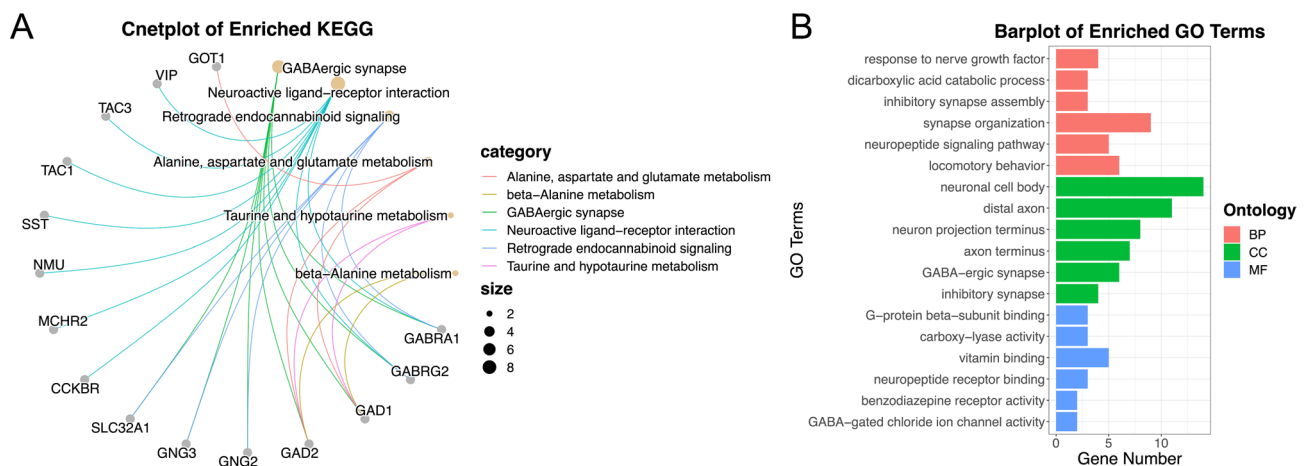 A
Cnetplot of Enriched KEGG
GOT1
GABAergic synapse
VIP
Neuroactive ligand−receptor interaction
TAC3
Retrograde endocannabinoid signaling
TAC1
Alanine, aspartate and glutamate metabolism
SST
Taurine and hypotaurine metabolism
NMU
beta−Alanine metabolism
MCHR2
GABRA1
CCKBR
GABRG2
SLC32A1
GAD1
GNG3
GNG2
GAD2
category
Alanine, aspartate and glutamate metabolism
beta−Alanine metabolism
GABAergic synapse
Neuroactive ligand−receptor interaction
Retrograde endocannabinoid signaling
Taurine and hypotaurine metabolism
size
2
4
6
8
B
Barplot of Enriched GO Terms
GO Terms
response to nerve growth factor
dicarboxylic acid catabolic process
inhibitory synapse assembly
synapse organization
neuropeptide signaling pathway
locomotory behavior
neuronal cell body
distal axon
neuron projection terminus
axon terminus
GABA−ergic synapse
inhibitory synapse
G−protein beta−subunit binding
carboxy−lyase activity
vitamin binding
neuropeptide receptor binding
benzodiazepine receptor activity
GABA−gated chloride ion channel activity
0 5 10
Gene Number
Ontology
BP
CC
MF